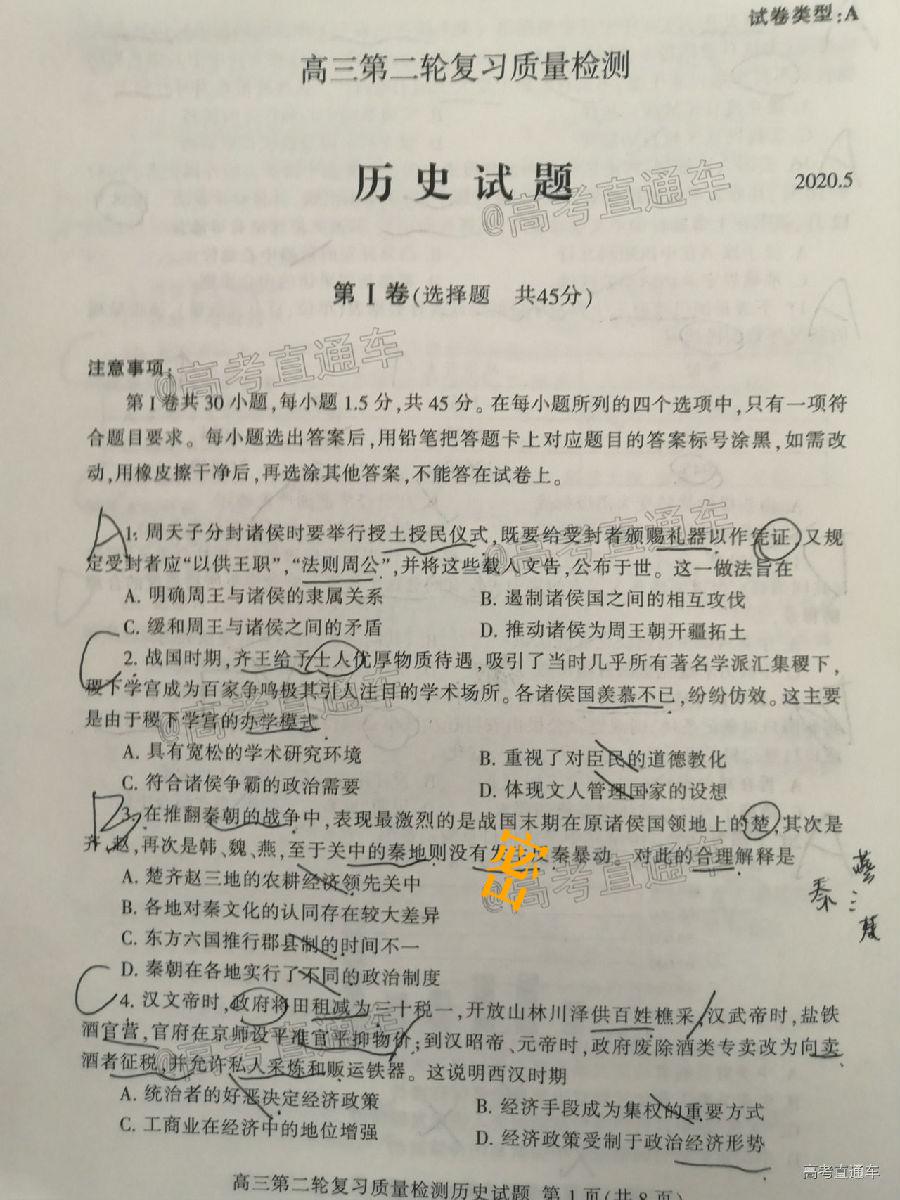 试卷类型:A
高三第二轮复习质量检测
历史试题
2020.5
@高考直通车
第Ⅰ卷(选择题 共45分)
注意事项:
@高考直通车
第Ⅰ卷共30小题,每小题1.5分,共45分。在每小题所列的四个选项中,只有一项符
合题目要求。每小题选出答案后,用铅笔把答题卡上对应题目的答案标号涂黑,如需改
动,用橡皮擦干净后,再选涂其他答案,不能答在试卷上。
A
1.周天子分封诸侯时要举行授土授民仪式,既要给受封者颁赐礼器以作凭证,又规
定受封者应“以供王职”,“法则周公”,并将这些载入文告,公布于世。这一做法旨在
@高考直通车
A.明确周王与诸侯的隶属关系 B.遏制诸侯国之间的相互攻伐
C.缓和周王与诸侯之间的矛盾 D.推动诸侯为周王朝开疆拓土
C
2.战国时期,齐王给予士人优厚物质待遇,吸引了当时几乎所有著名学派汇集稷下,
稷下学宫成为百家争鸣极其引人注目的学术场所。各诸侯国羡慕不已,纷纷仿效。这主要
是由于稷下学宫的办学模式
@高考直通车
A.具有宽松的学术研究环境 B.重视了对臣民的道德教化
C.符合诸侯争霸的政治需要 D.体现文人管理国家的设想
B
3.在推翻秦朝的战争中,表现最激烈的是战国末期在原诸侯国领地上的楚,其次是
齐、赵,再次是韩、魏、燕,至于关中的秦地则没有发生反秦暴动。对此的合理解释是
密
@高考直通车
A.楚齐赵三地的农耕经济领先关中
B.各地对秦文化的认同存在较大差异
C.东方六国推行郡县制的时间不一
D.秦朝在各地实行了不同的政治制度
秦
C
4.汉文帝时,政府将田租减为三十税一,开放山林川泽供百姓樵采;汉武帝时,盐铁
酒官营,官府在京师设平准官平抑物价;到汉昭帝、元帝时,政府废除酒类专卖改为向卖
酒者征税,并允许私人采炼和贩运铁器。这说明西汉时期
@高考直通车
A.统治者的好恶决定经济政策 B.经济手段成为集权的重要方式
C.工商业在经济中的地位增强 D.经济政策受制于政治经济形势
高三第二轮复习质量检测历史试题 第1页(共8页)
高考直通车